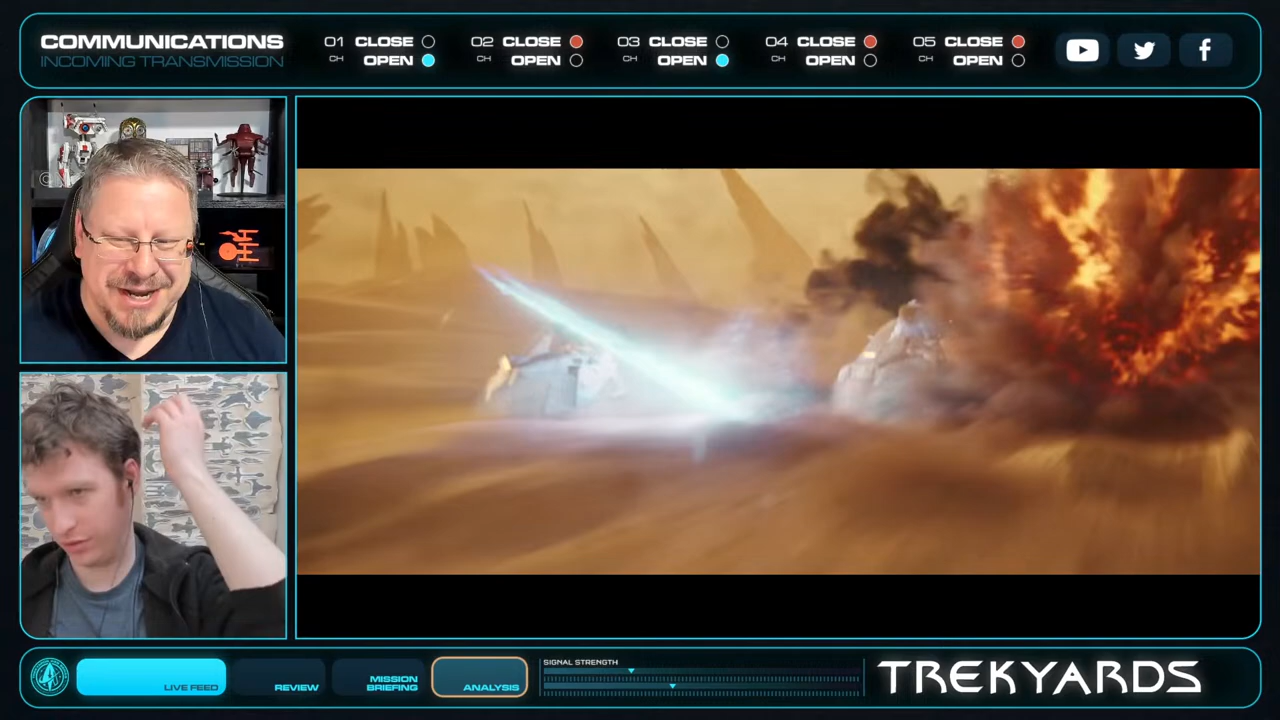 COMMUNICATIONS
INCOMING TRANSMISSION
01 CLOSE
CH OPEN
02 CLOSE
CH OPEN
03 CLOSE
CH OPEN
04 CLOSE
CH OPEN
05 CLOSE
CH OPEN
LIVE FEED
REVIEW
MISSION
BRIEFING
ANALYSIS
SIGNAL STRENGTH
TREKYARDS